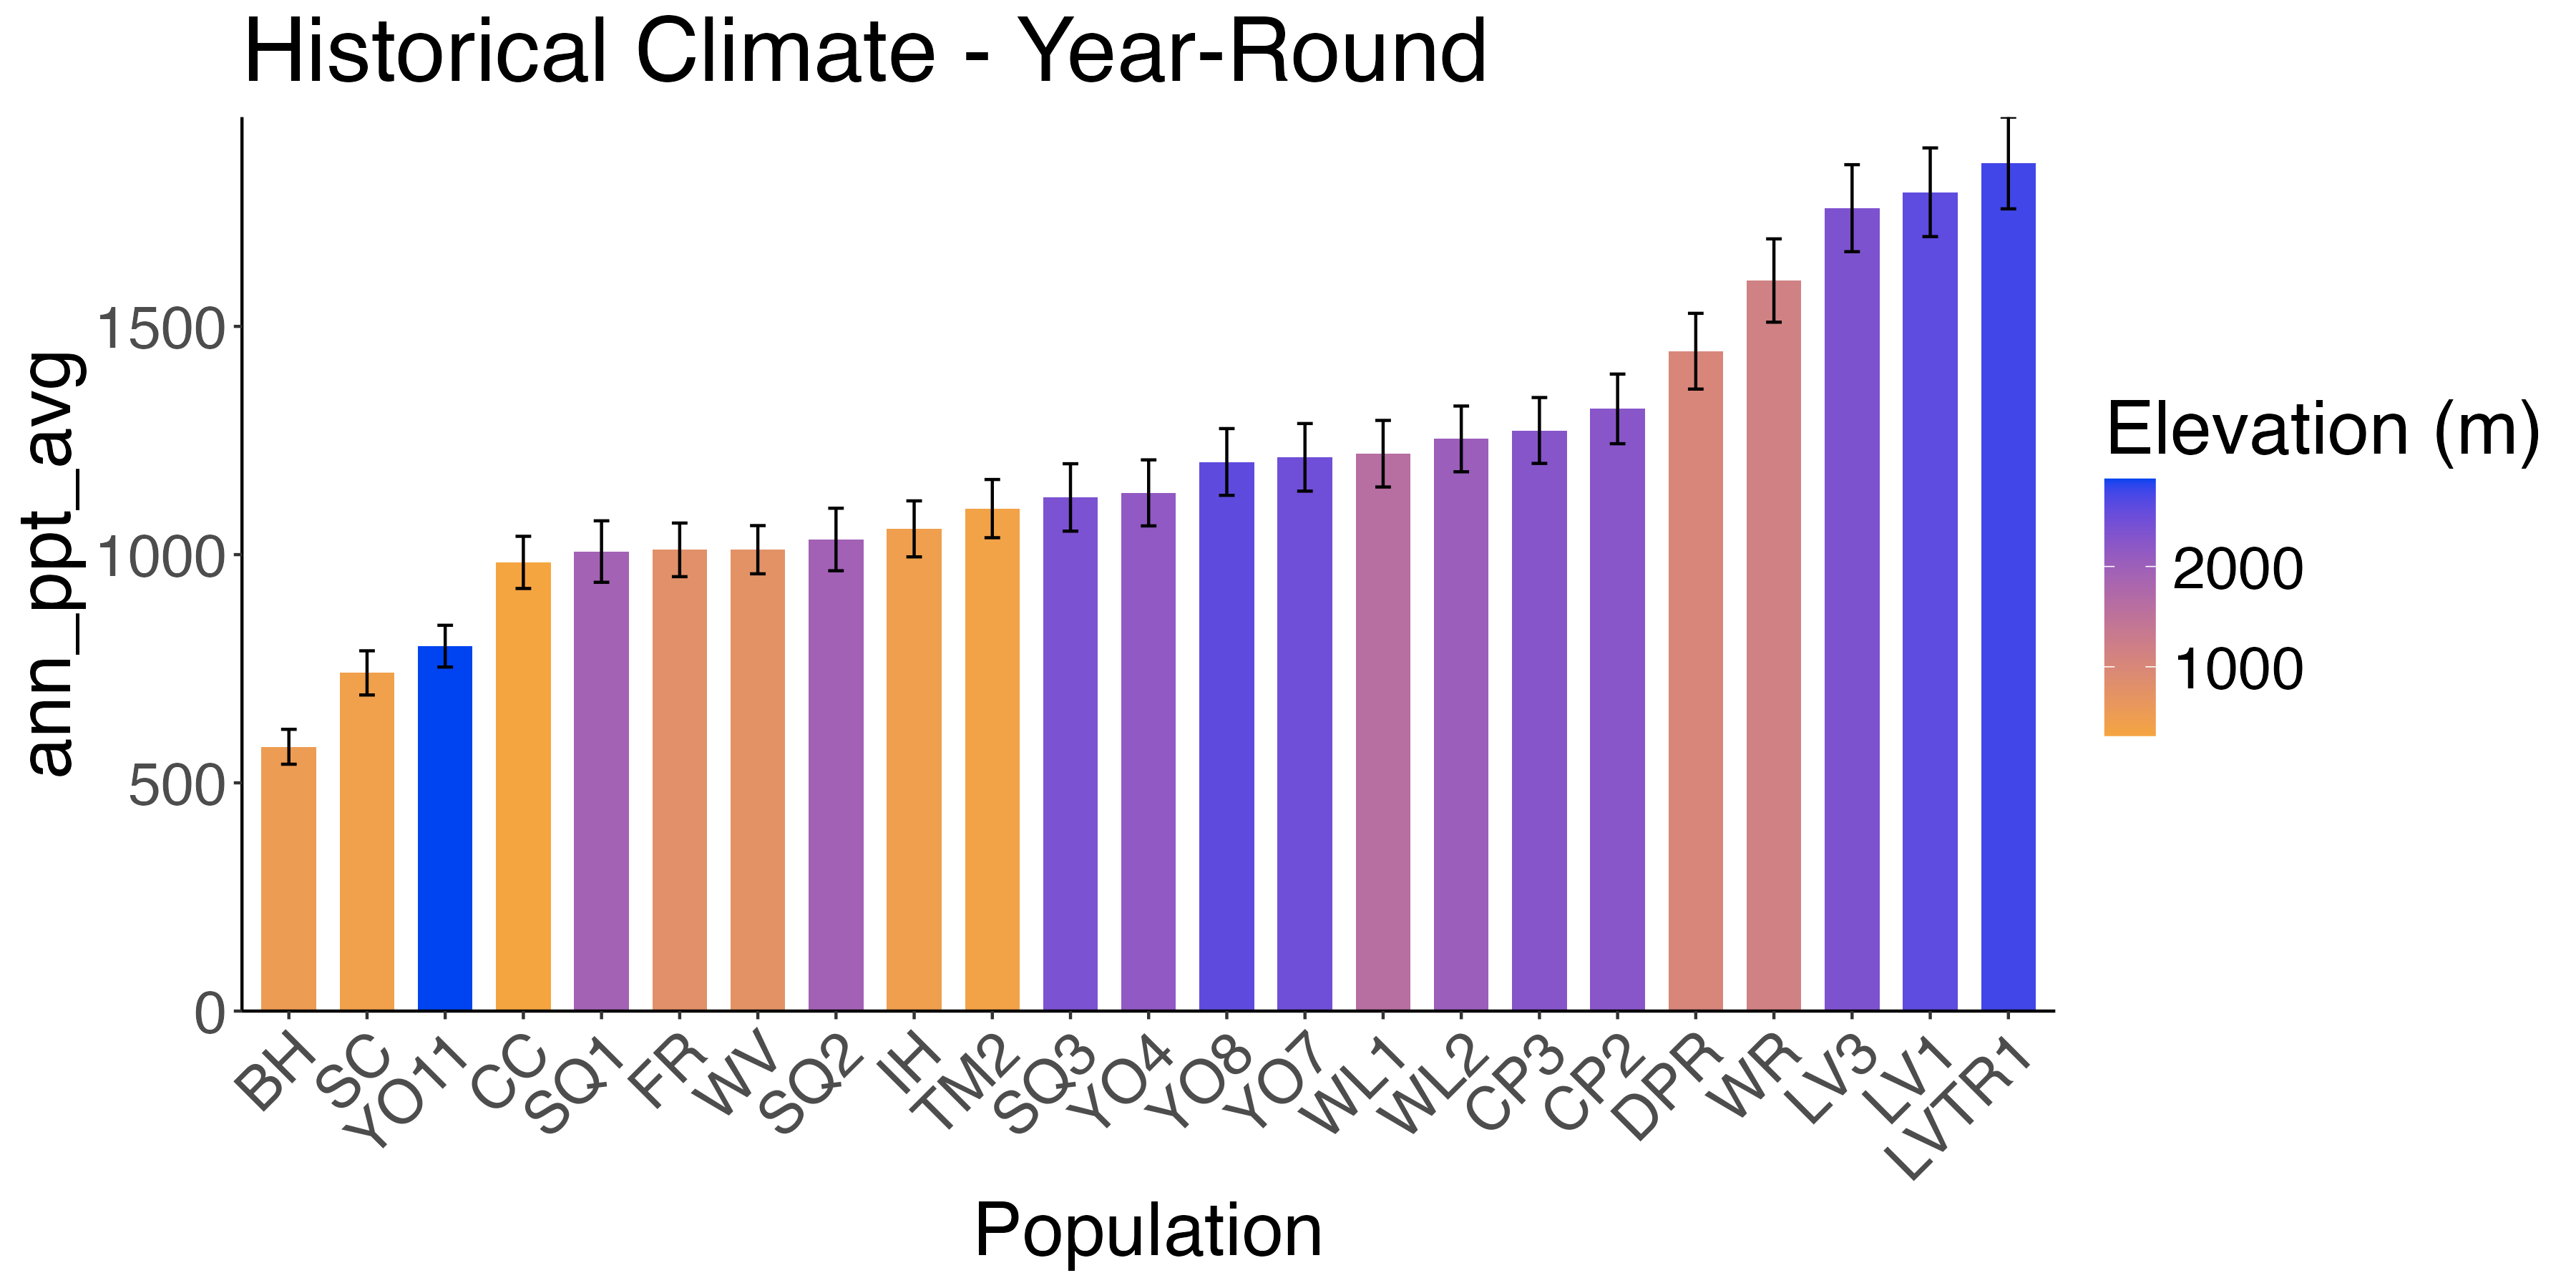 Historical Climate - Year-Round
ann_ppt_avg
1500
1000
500
0
BH
SC
YO11
CC
SQ1
FR
WV
SQ2
IH
TM2
SQ3
YO4
YO8
YO7
WL1
WL2
CP3
CP2
DPR
WR
LV3
LV1
LVTR1
Population
Elevation (m)
2000
1000